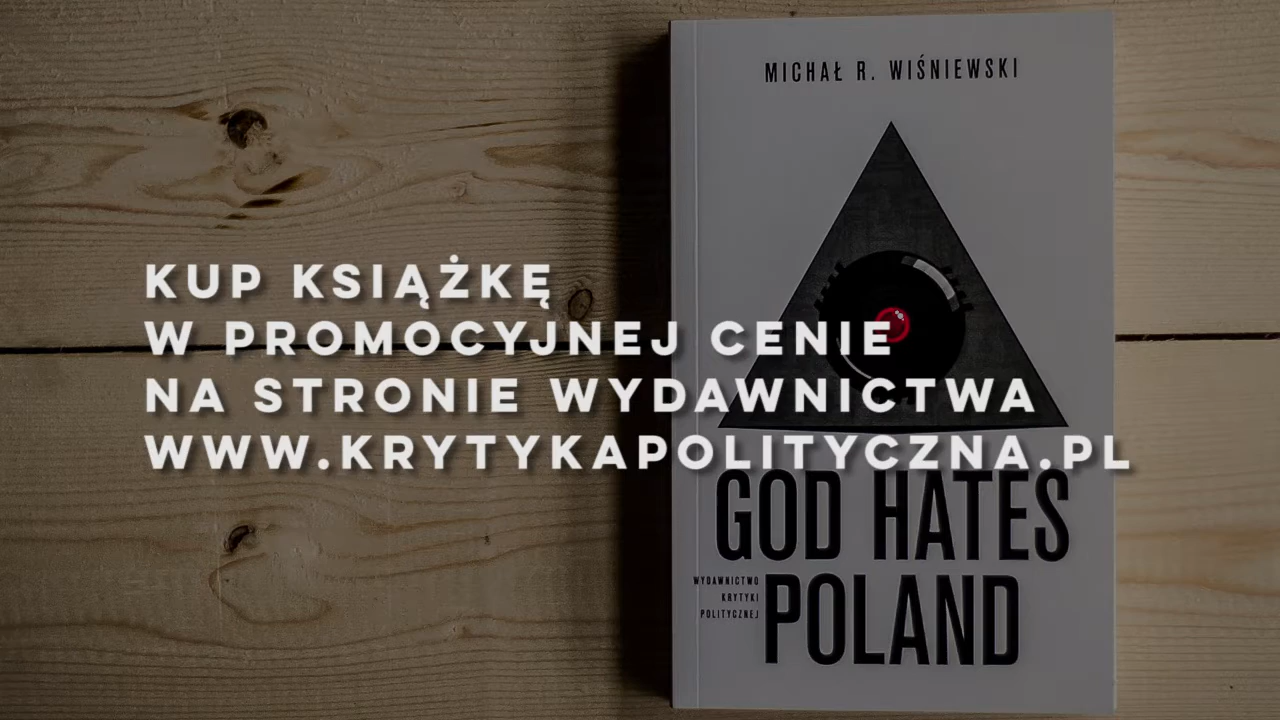 KUP KSIĄŻKĘ
W PROMOCYJNEJ CENIE
NA STRONIE WYDAWNICTWA
WWW.KRYTYKAPOLITYCZNA.PL
MICHAŁ R. WIŚNIEWSKI
GOD HATES
POLAND
WYDAWNICTWO
KRYTYKI
POLITYCZNEJ